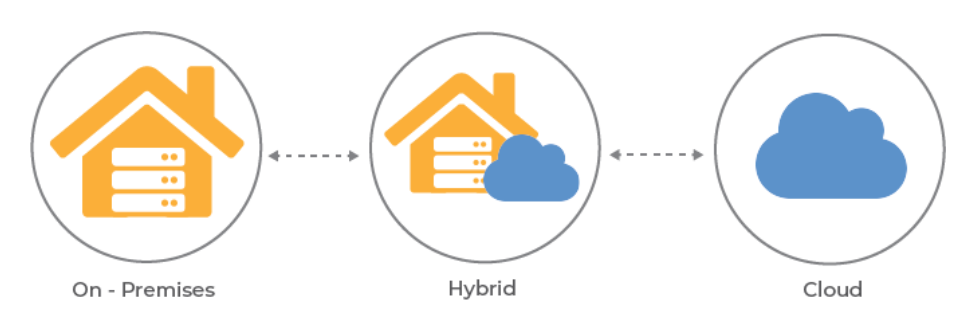 On - Premises
Hybrid
Cloud